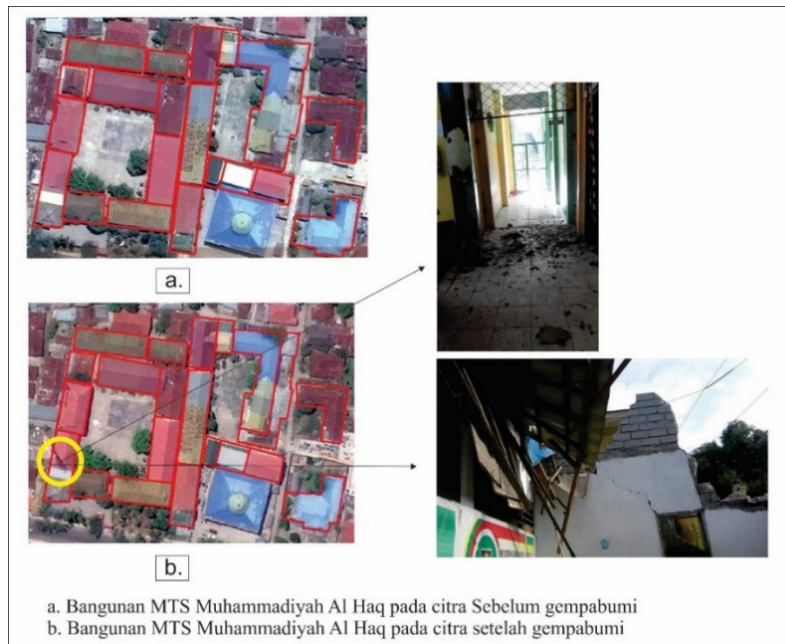 a.
b.
a. Bangunan MTS Muhammadiyah Al Haq pada citra Sebelum gempabumi
b. Bangunan MTS Muhammadiyah Al Haq pada citra setelah gempabumi